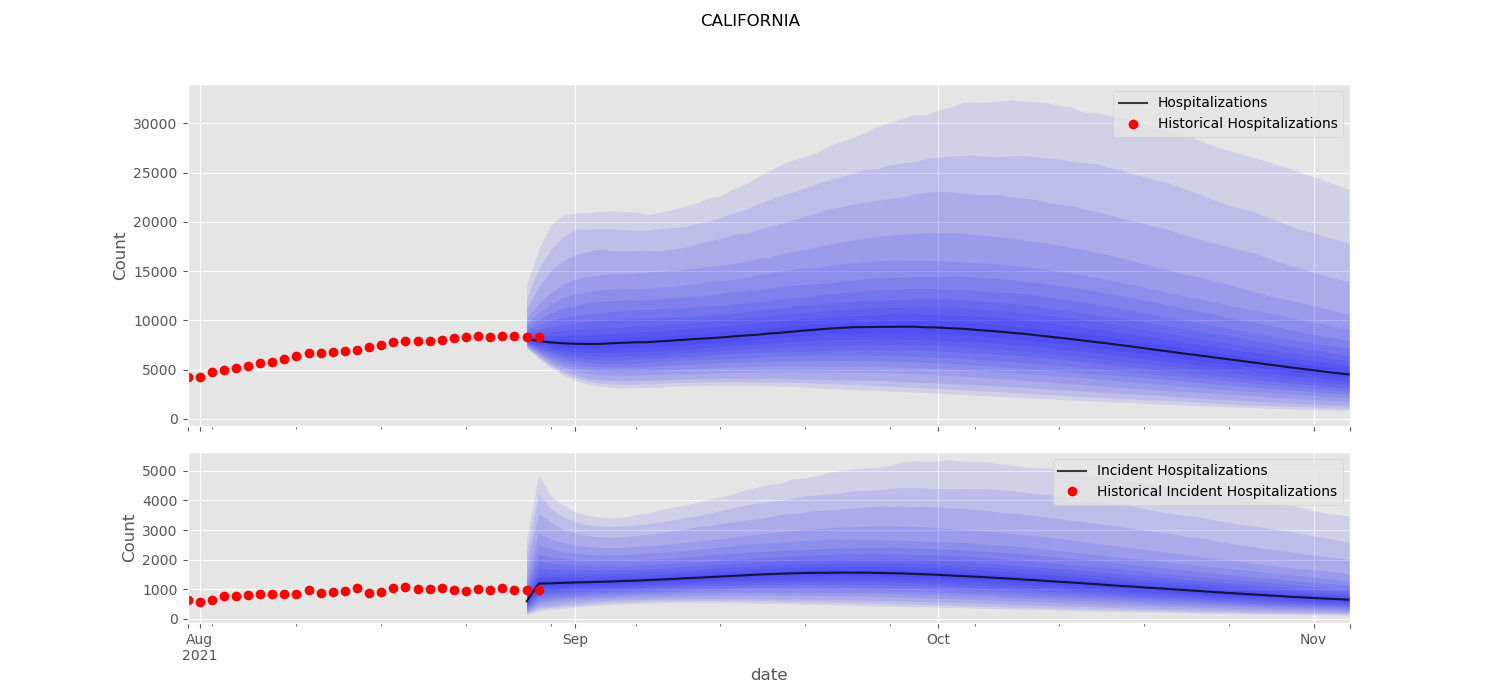 CALIFORNIA
30000
25000
20000
15000
10000
5000
0
Count
Hospitalizations
Historical Hospitalizations
5000
4000
3000
2000
1000
0
Count
Incident Hospitalizations
Historical Incident Hospitalizations
Aug Sep Oct Nov
2021
date